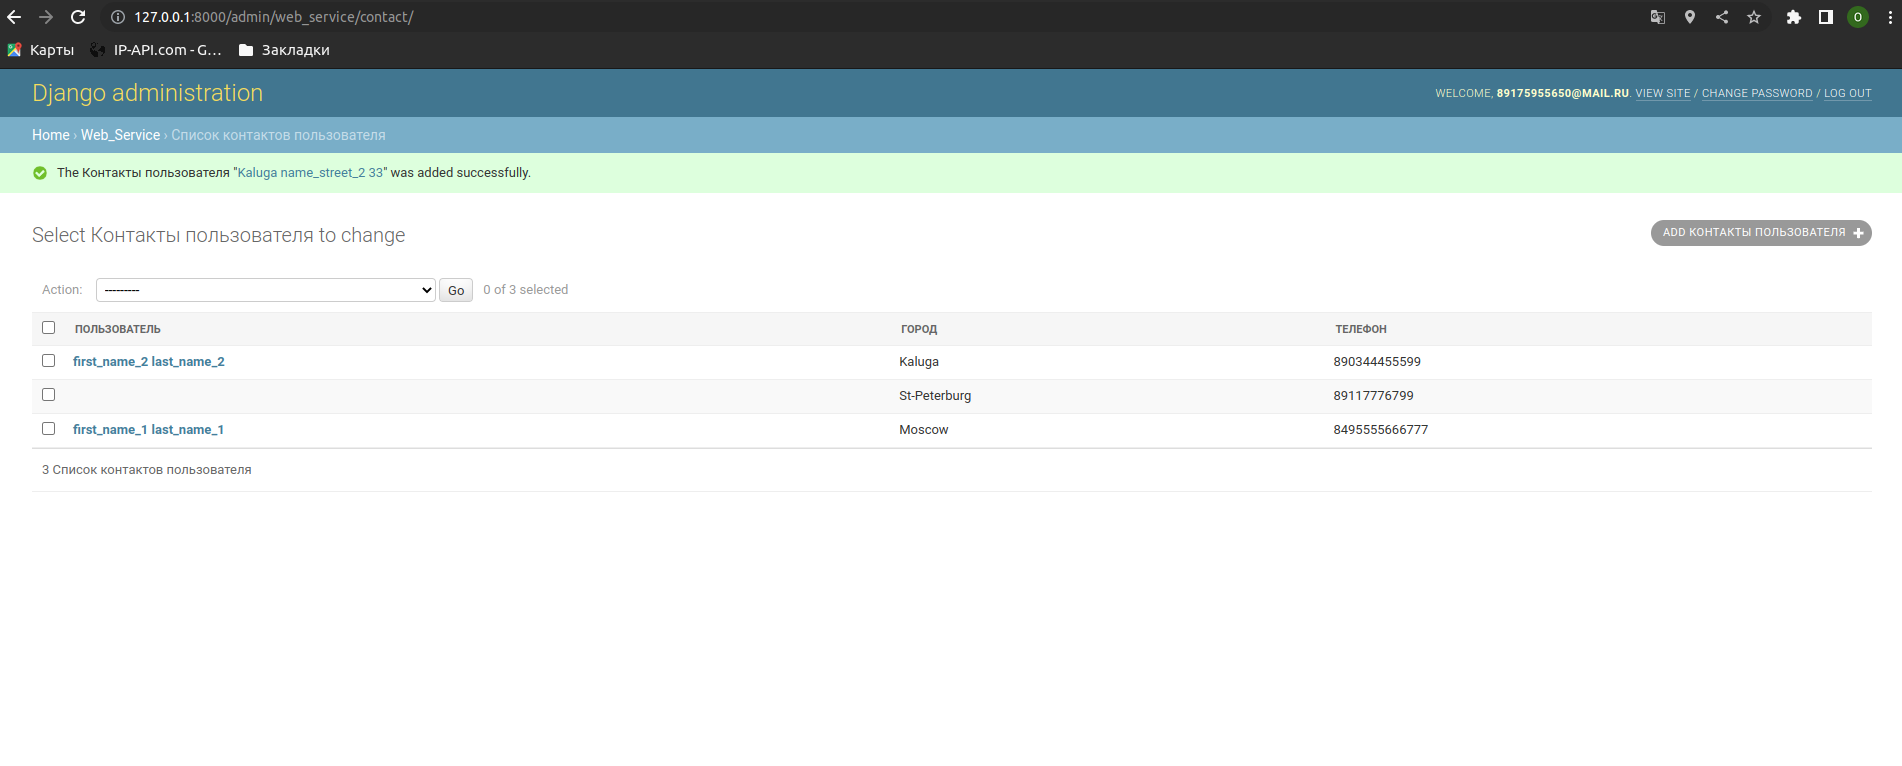 127.0.0.1:8000/admin/web_service/contact/
O
Карты IP-API.com - G... Закладки
Django administration
WELCOME, 89175955650@MAIL.RU. VIEW SITE / CHANGE PASSWORD / LOG OUT
Home › Web_Service › Список контактов пользователя
The Контакты пользователя "Kaluga name_street_2 33" was added successfully.
Select Контакты пользователя to change
ADD КОНТАКТЫ ПОЛЬЗОВАТЕЛЯ +
Action: --------- Go 0 of 3 selected
ПОЛЬЗОВАТЕЛЬ ГОРОД ТЕЛЕФОН
first_name_2 last_name_2 Kaluga 890344455599
St-Peterburg 89117776799
first_name_1 last_name_1 Moscow 8495555666777
3 Список контактов пользователя